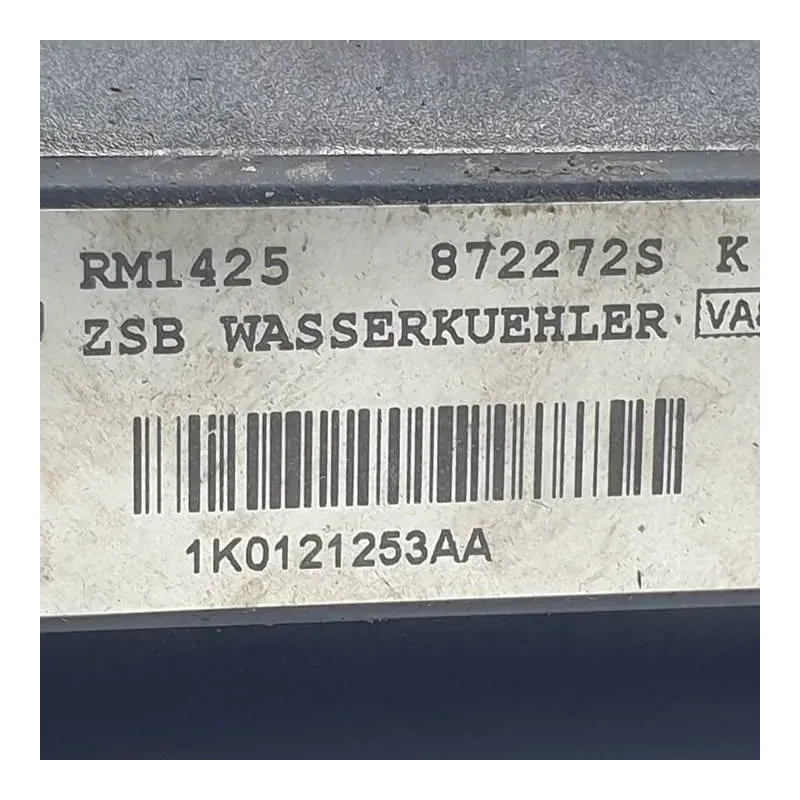 RM1425 872272S K
ZSB WASSERKUEHLER
1K0121253AA